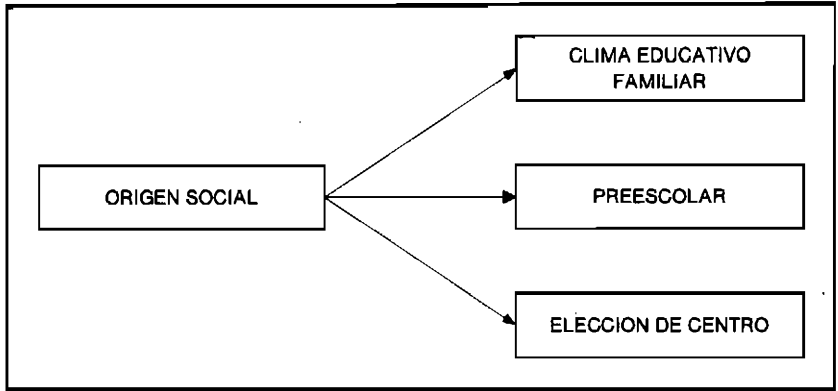 CLIMA EDUCATIVO
FAMILIAR
ORIGEN SOCIAL
PREESCOLAR
ELECCION DE CENTRO